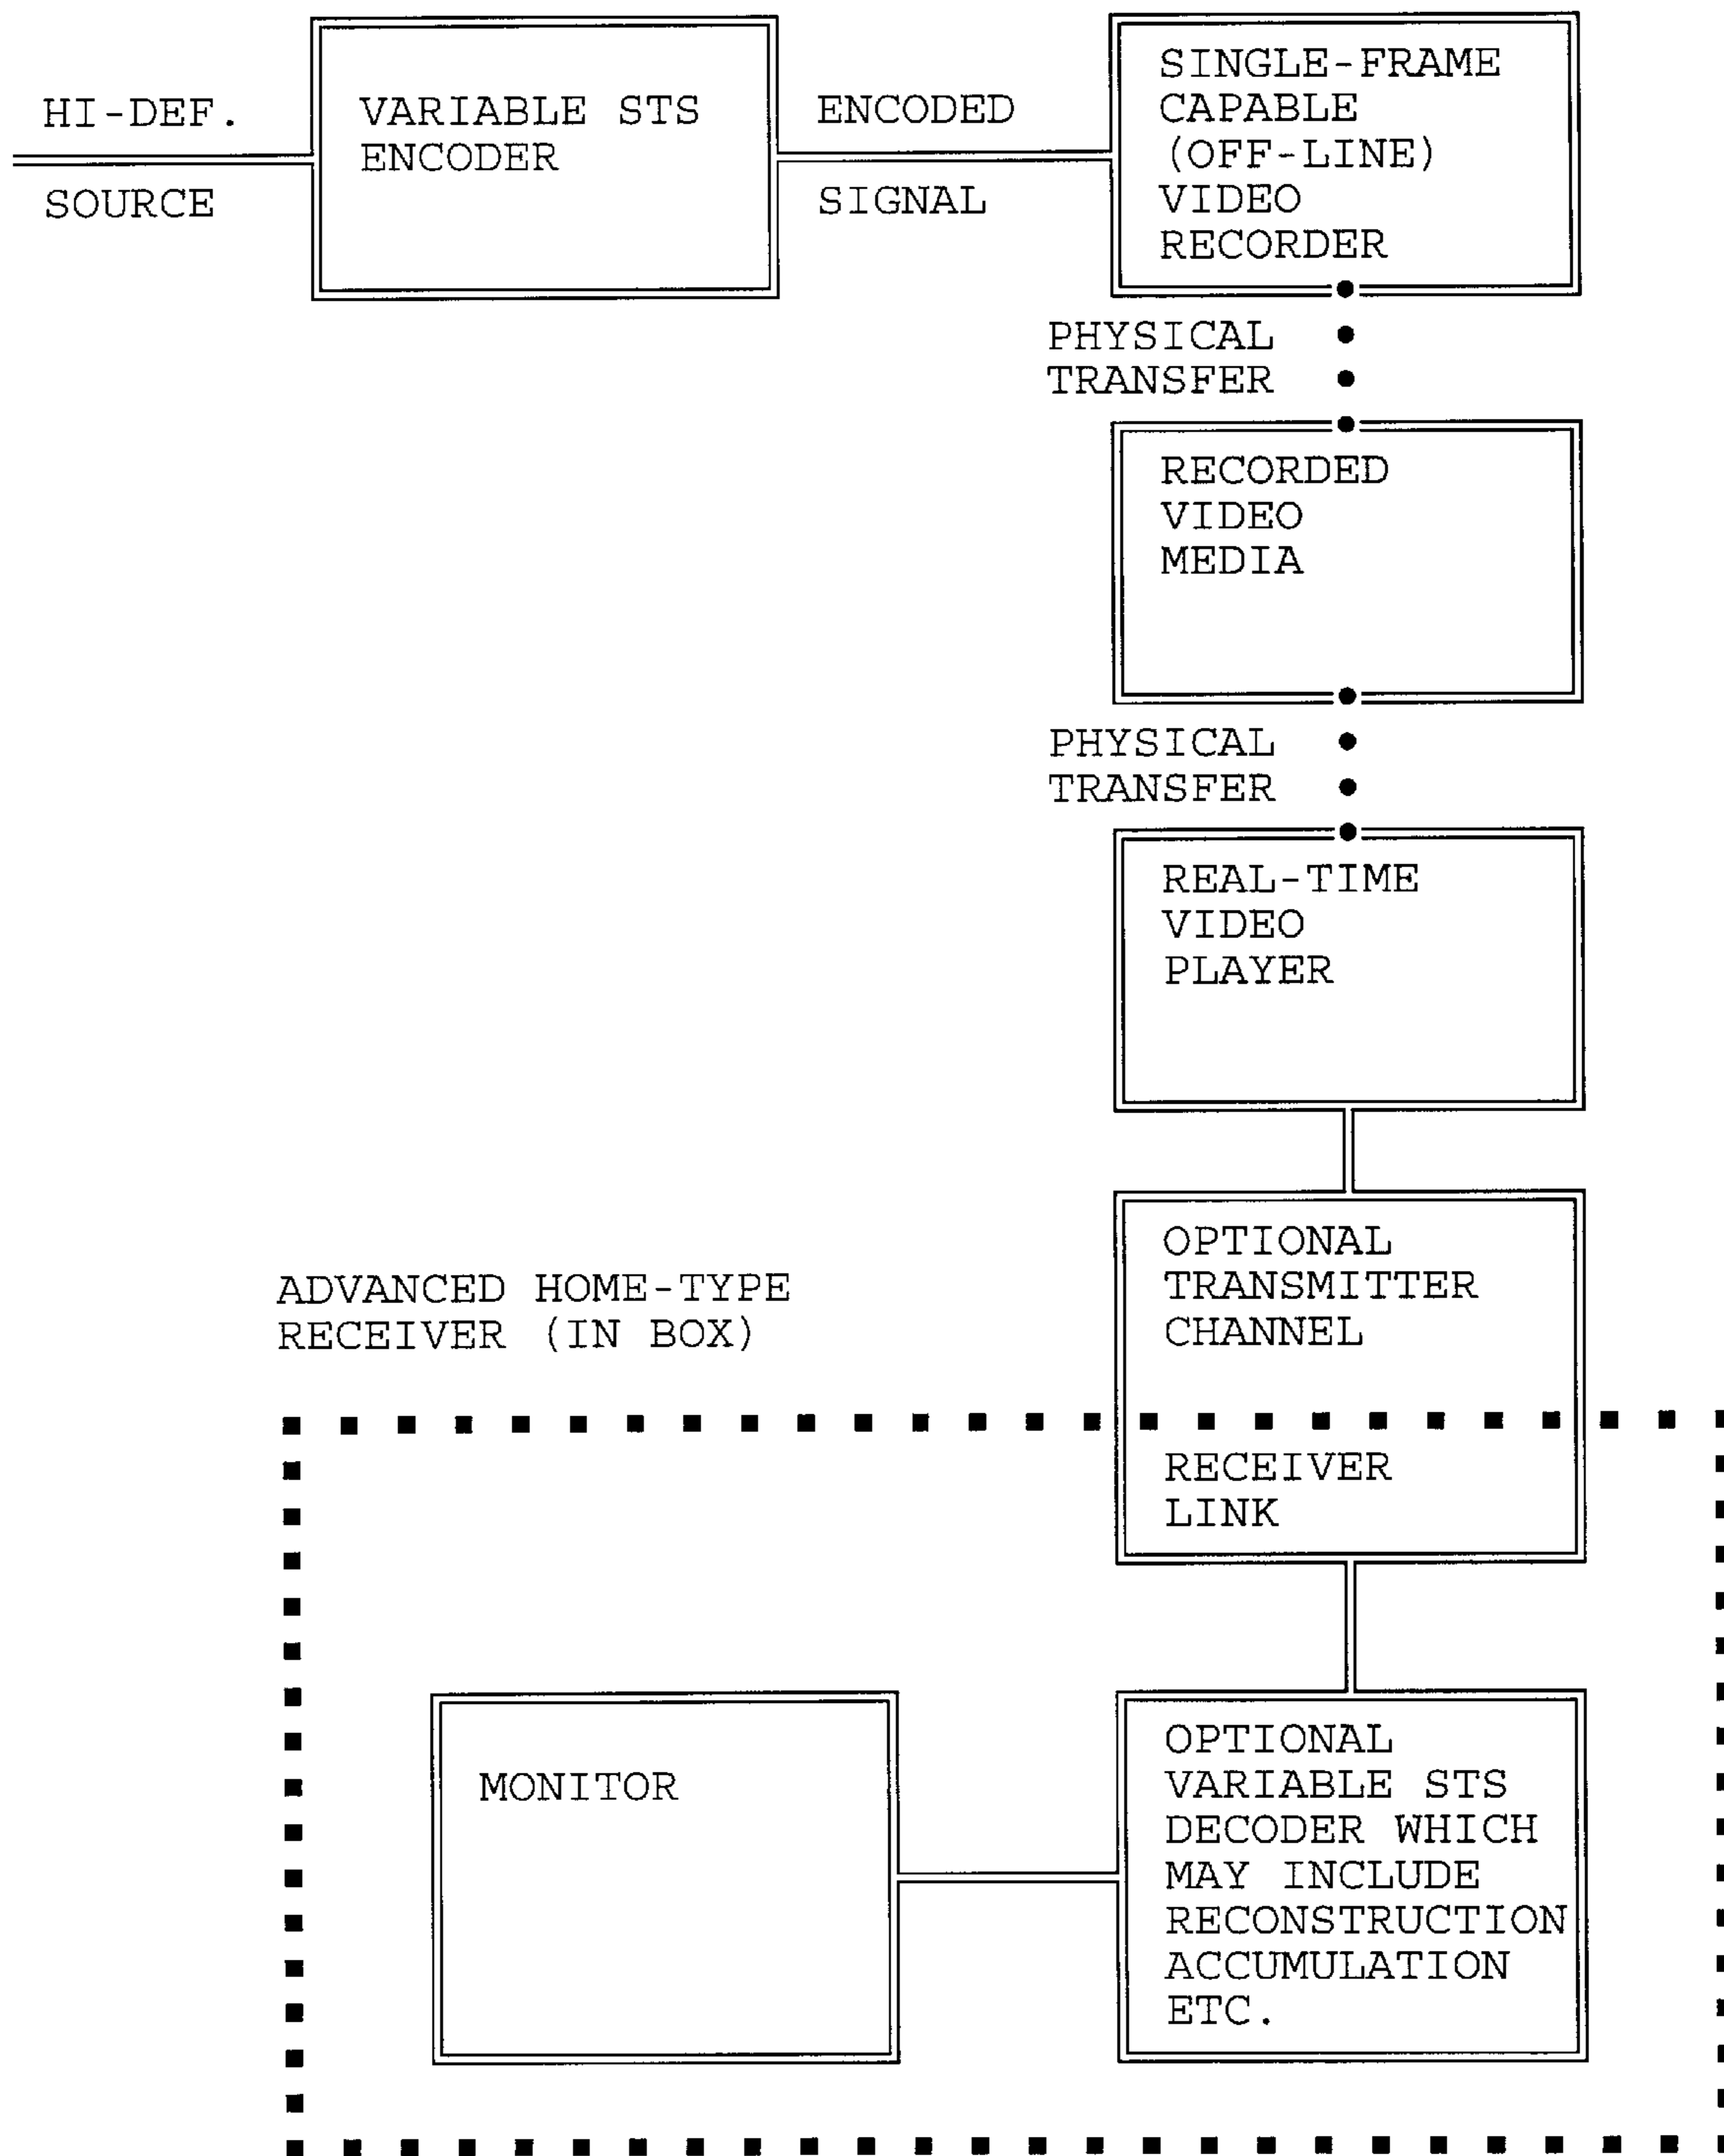 HI-DEF.
SOURCE
VARIABLE STS
ENCODER
ENCODED
SIGNAL
SINGLE-FRAME
CAPABLE
(OFF-LINE)
VIDEO
RECORDER
PHYSICAL
TRANSFER
RECORDED
VIDEO
MEDIA
PHYSICAL
TRANSFER
REAL-TIME
VIDEO
PLAYER
OPTIONAL
TRANSMITTER
CHANNEL
ADVANCED HOME-TYPE
RECEIVER (IN BOX)
RECEIVER
LINK
MONITOR
OPTIONAL
VARIABLE STS
DECODER WHICH
MAY INCLUDE
RECONSTRUCTION
ACCUMULATION
ETC.